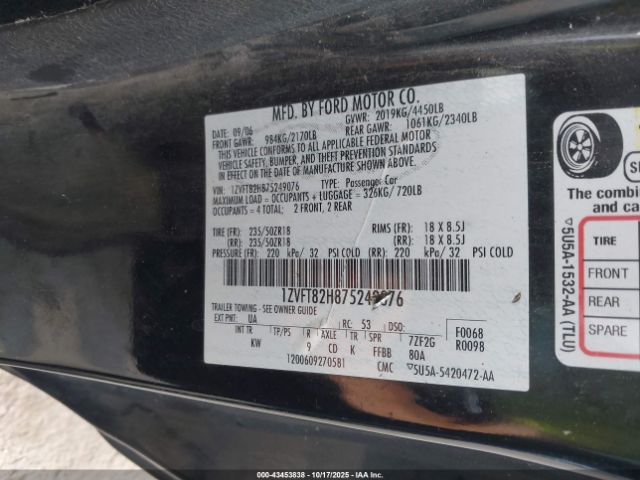 MFD. BY FORD MOTOR CO.
DATE: 09/06
GVWR: 2019KG/4450LB
FRONT GAWR: 984KG/2170LB
REAR GAWR: 1061KG/2340LB
THIS VEHICLE CONFORMS TO ALL APPLICABLE FEDERAL MOTOR
VEHICLE SAFETY, BUMPER, AND THEFT PREVENTION STANDARDS
IN EFFECT ON THE DATE OF MANUFACTURE SHOWN ABOVE.
VIN: 1ZVFT82H875249076 TYPE: Passenger Car
MAXIMUM LOAD = OCCUPANTS + LUGGAGE = 326KG/720LB
OCCUPANTS = 4 TOTAL: 2 FRONT, 2 REAR
TIRE (FR): 235/50ZR18 RIMS (FR): 18 X 8.5J
(RR): 235/50ZR18 (RR): 18 X 8.5J
PRESSURE (FR): 220 kPa/ 32 PSI COLD (RR): 220 kPa/ 32 PSI COLD
1ZVFT82H875249076
TRAILER TOWING - SEE OWNER GUIDE
EXT PNT: UA RC: 53 DSO: F0068
INT TR TP/PS R AXLE TR SPR 7ZF2G R0098
KW 9 CD K FFBB 80A
1200609270581 CMC ▽5U5A-5420472-AA
The combin
TIRE
FRONT
REAR
SPARE
▽5U5A-1532-AA (TLU)
00-43453838 - 10/17/2025 - COPYRIGHT IAA, LLC.